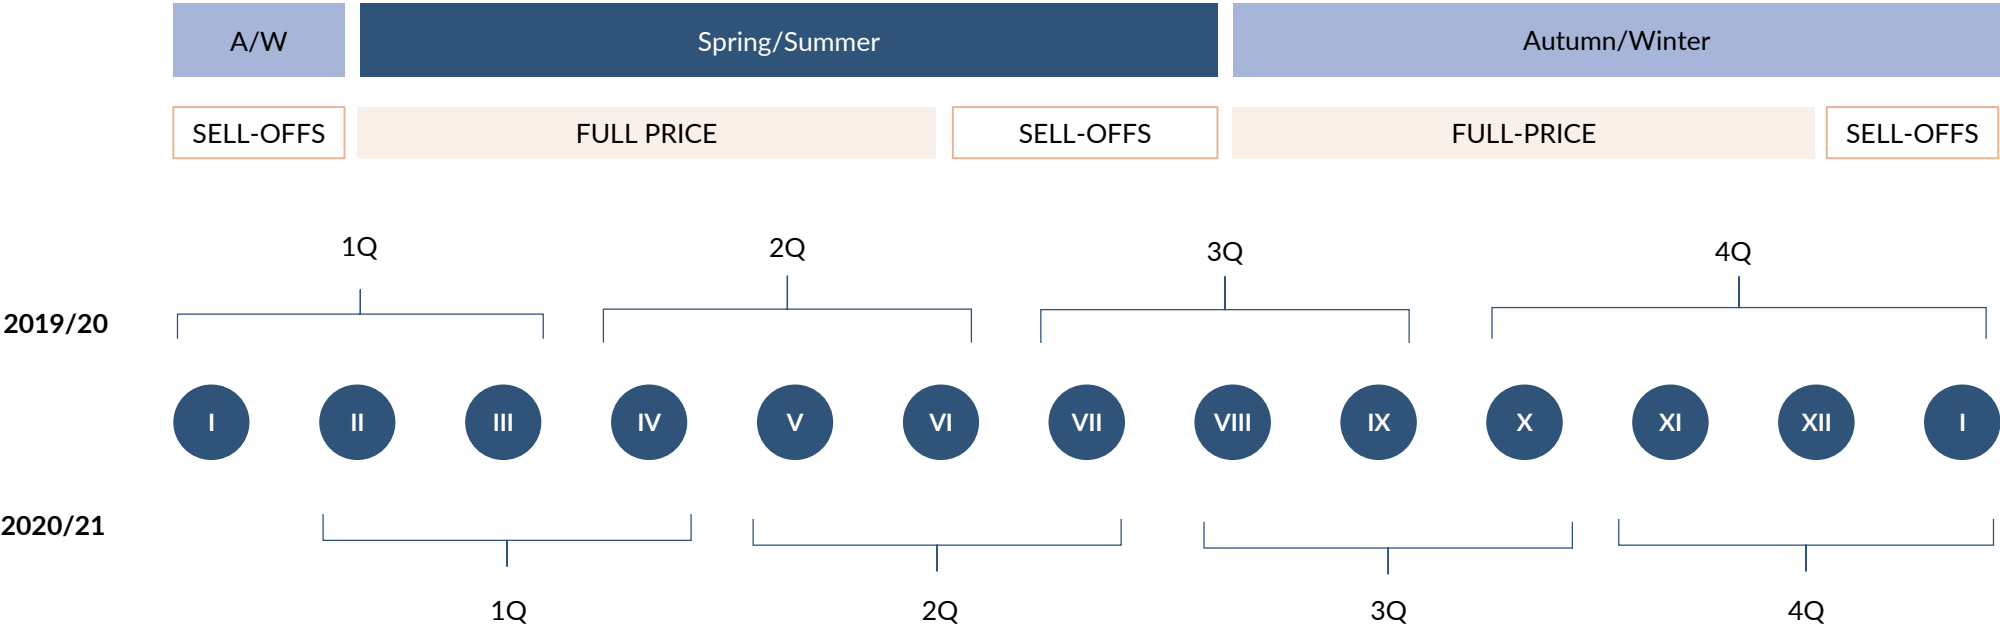 A/W Spring/Summer Autumn/Winter
SELL-OFFS FULL PRICE SELL-OFFS FULL-PRICE SELL-OFFS
1Q 2Q 3Q 4Q
2019/20
I II III IV V VI VII VIII IX X XI XII I
2020/21
1Q 2Q 3Q 4Q